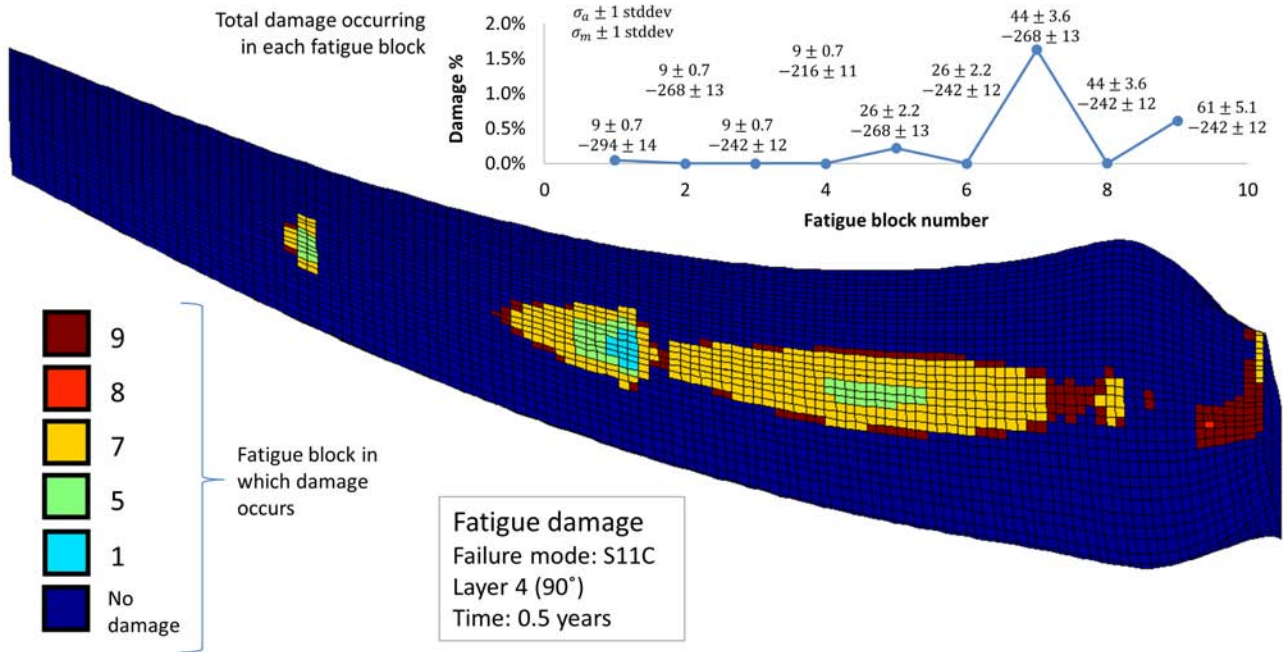 Total damage occurring
in each fatigue block
σₐ ± 1 stddev
σₘ ± 1 stddev
Damage %
2.0%
1.5%
1.0%
0.5%
0.0%
9 ± 0.7
−294 ± 14
9 ± 0.7
−268 ± 13
9 ± 0.7
−242 ± 12
9 ± 0.7
−216 ± 11
26 ± 2.2
−268 ± 13
26 ± 2.2
−242 ± 12
44 ± 3.6
−268 ± 13
44 ± 3.6
−242 ± 12
61 ± 5.1
−242 ± 12
0 2 4 6 8 10
Fatigue block number
9
8
7
5
1
No
damage
Fatigue block in
which damage
occurs
Fatigue damage
Failure mode: S11C
Layer 4 (90˚)
Time: 0.5 years